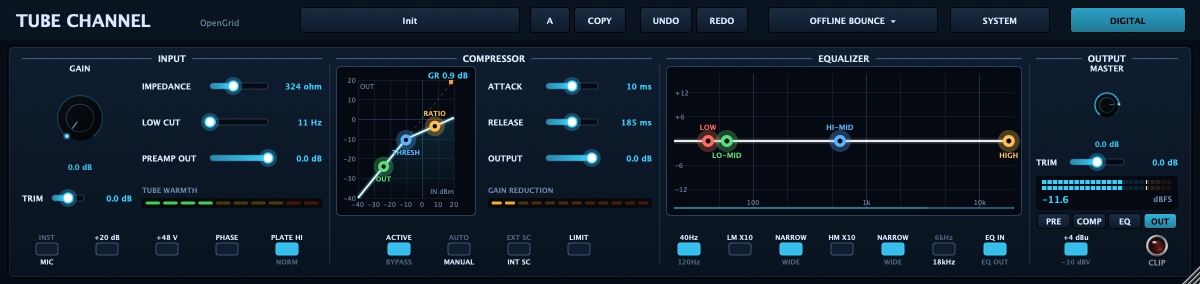 TUBE CHANNEL OpenGrid Init A COPY UNDO REDO OFFLINE BOUNCE SYSTEM DIGITAL
INPUT COMPRESSOR EQUALIZER OUTPUT
GAIN
0.0 dB
TRIM 0.0 dB
IMPEDANCE 324 ohm
LOW CUT 11 Hz
PREAMP OUT 0.0 dB
TUBE WARMTH
INST
MIC
+20 dB
+48 V
PHASE
PLATE HI
NORM
GR 0.9 dB
OUT
20
10
0
-10
-20
-30
-40
RATIO
THRESH
OUT
IN dBm
-40 -30 -20 -10 0 10 20
ATTACK 10 ms
RELEASE 185 ms
OUTPUT 0.0 dB
GAIN REDUCTION
ACTIVE
BYPASS
AUTO
MANUAL
EXT SC
INT SC
LIMIT
+12
+6
-6
-12
LOW
LO-MID
HI-MID
HIGH
100 1k 10k
40Hz
120Hz
LM X10
NARROW
WIDE
HM X10
NARROW
WIDE
6kHz
18kHz
EQ IN
EQ OUT
MASTER
0.0 dB
TRIM 0.0 dB
-11.6 dBFS
PRE COMP EQ OUT
+4 dBu
-10 dBV
CLIP